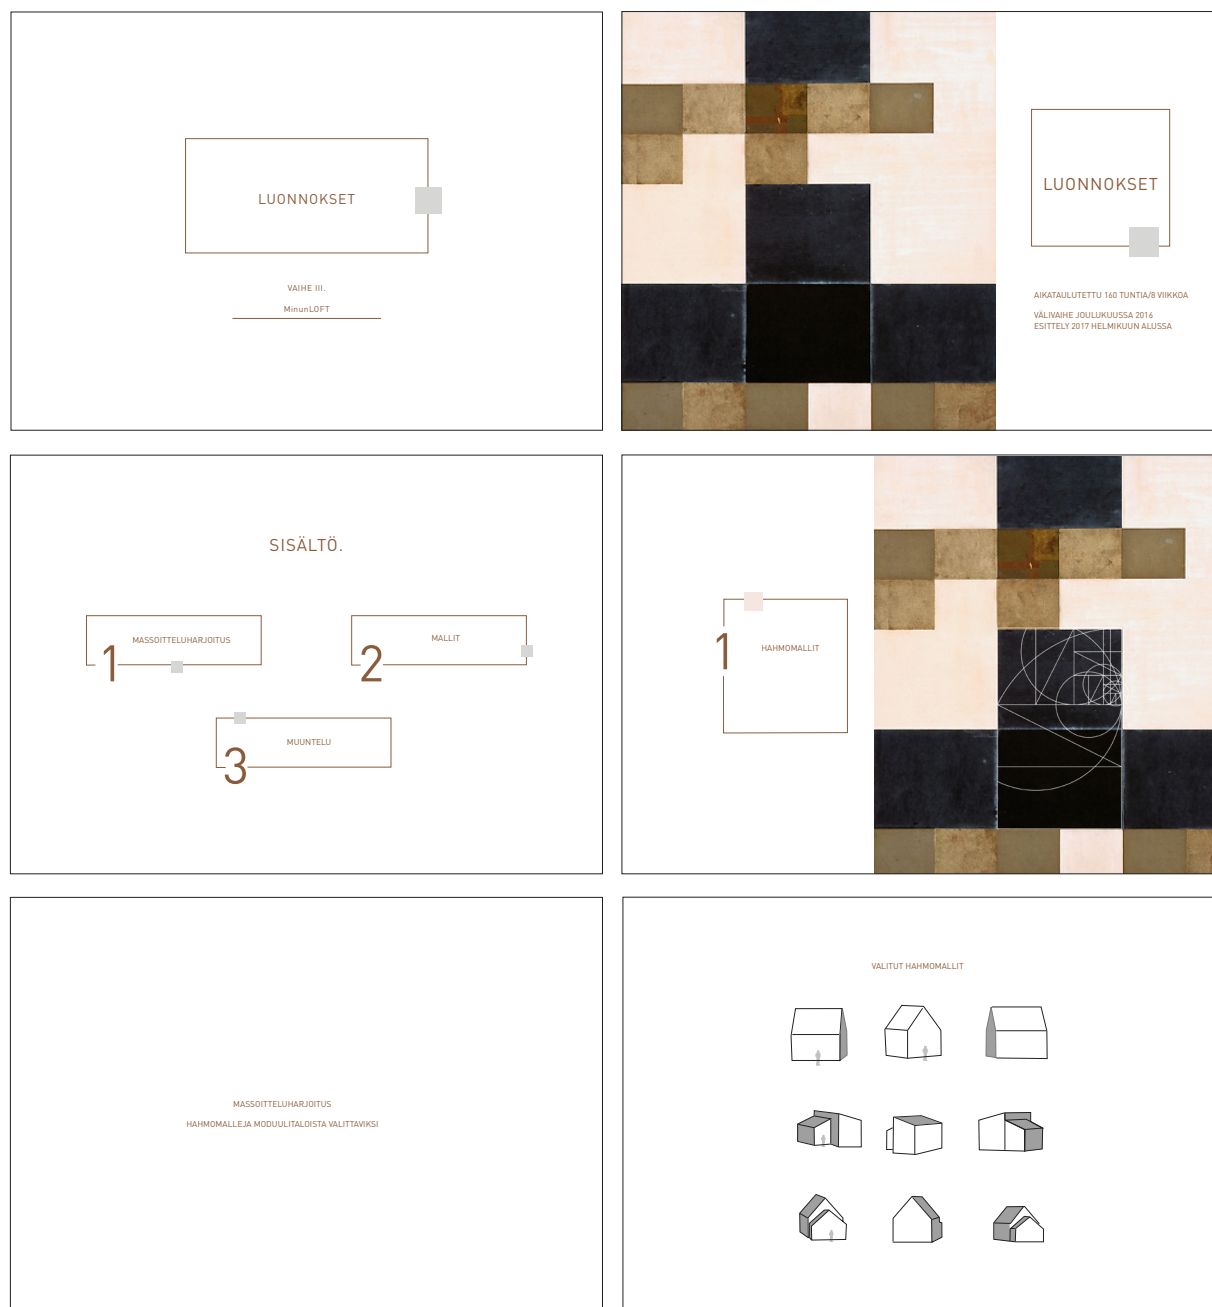 LUONNOKSET
VAIHE III.
MinunLOFT
LUONNOKSET
AIKATAULUTETTU 160 TUNTIA/8 VIIKKOA
VÄLIVAIHE JOULUKUUSSA 2016
ESITTELY 2017 HELMIKUUN ALUSSA
SISÄLTÖ.
1
MASSOITTELUHARJOITUS
2
MALLIT
3
MUUNTELU
1
HAHMOMALLIT
MASSOITTELUHARJOITUS
HAHMOMALLEJA MODUULITALOISTA VALITTAVIKSI
VALITUT HAHMOMALLIT